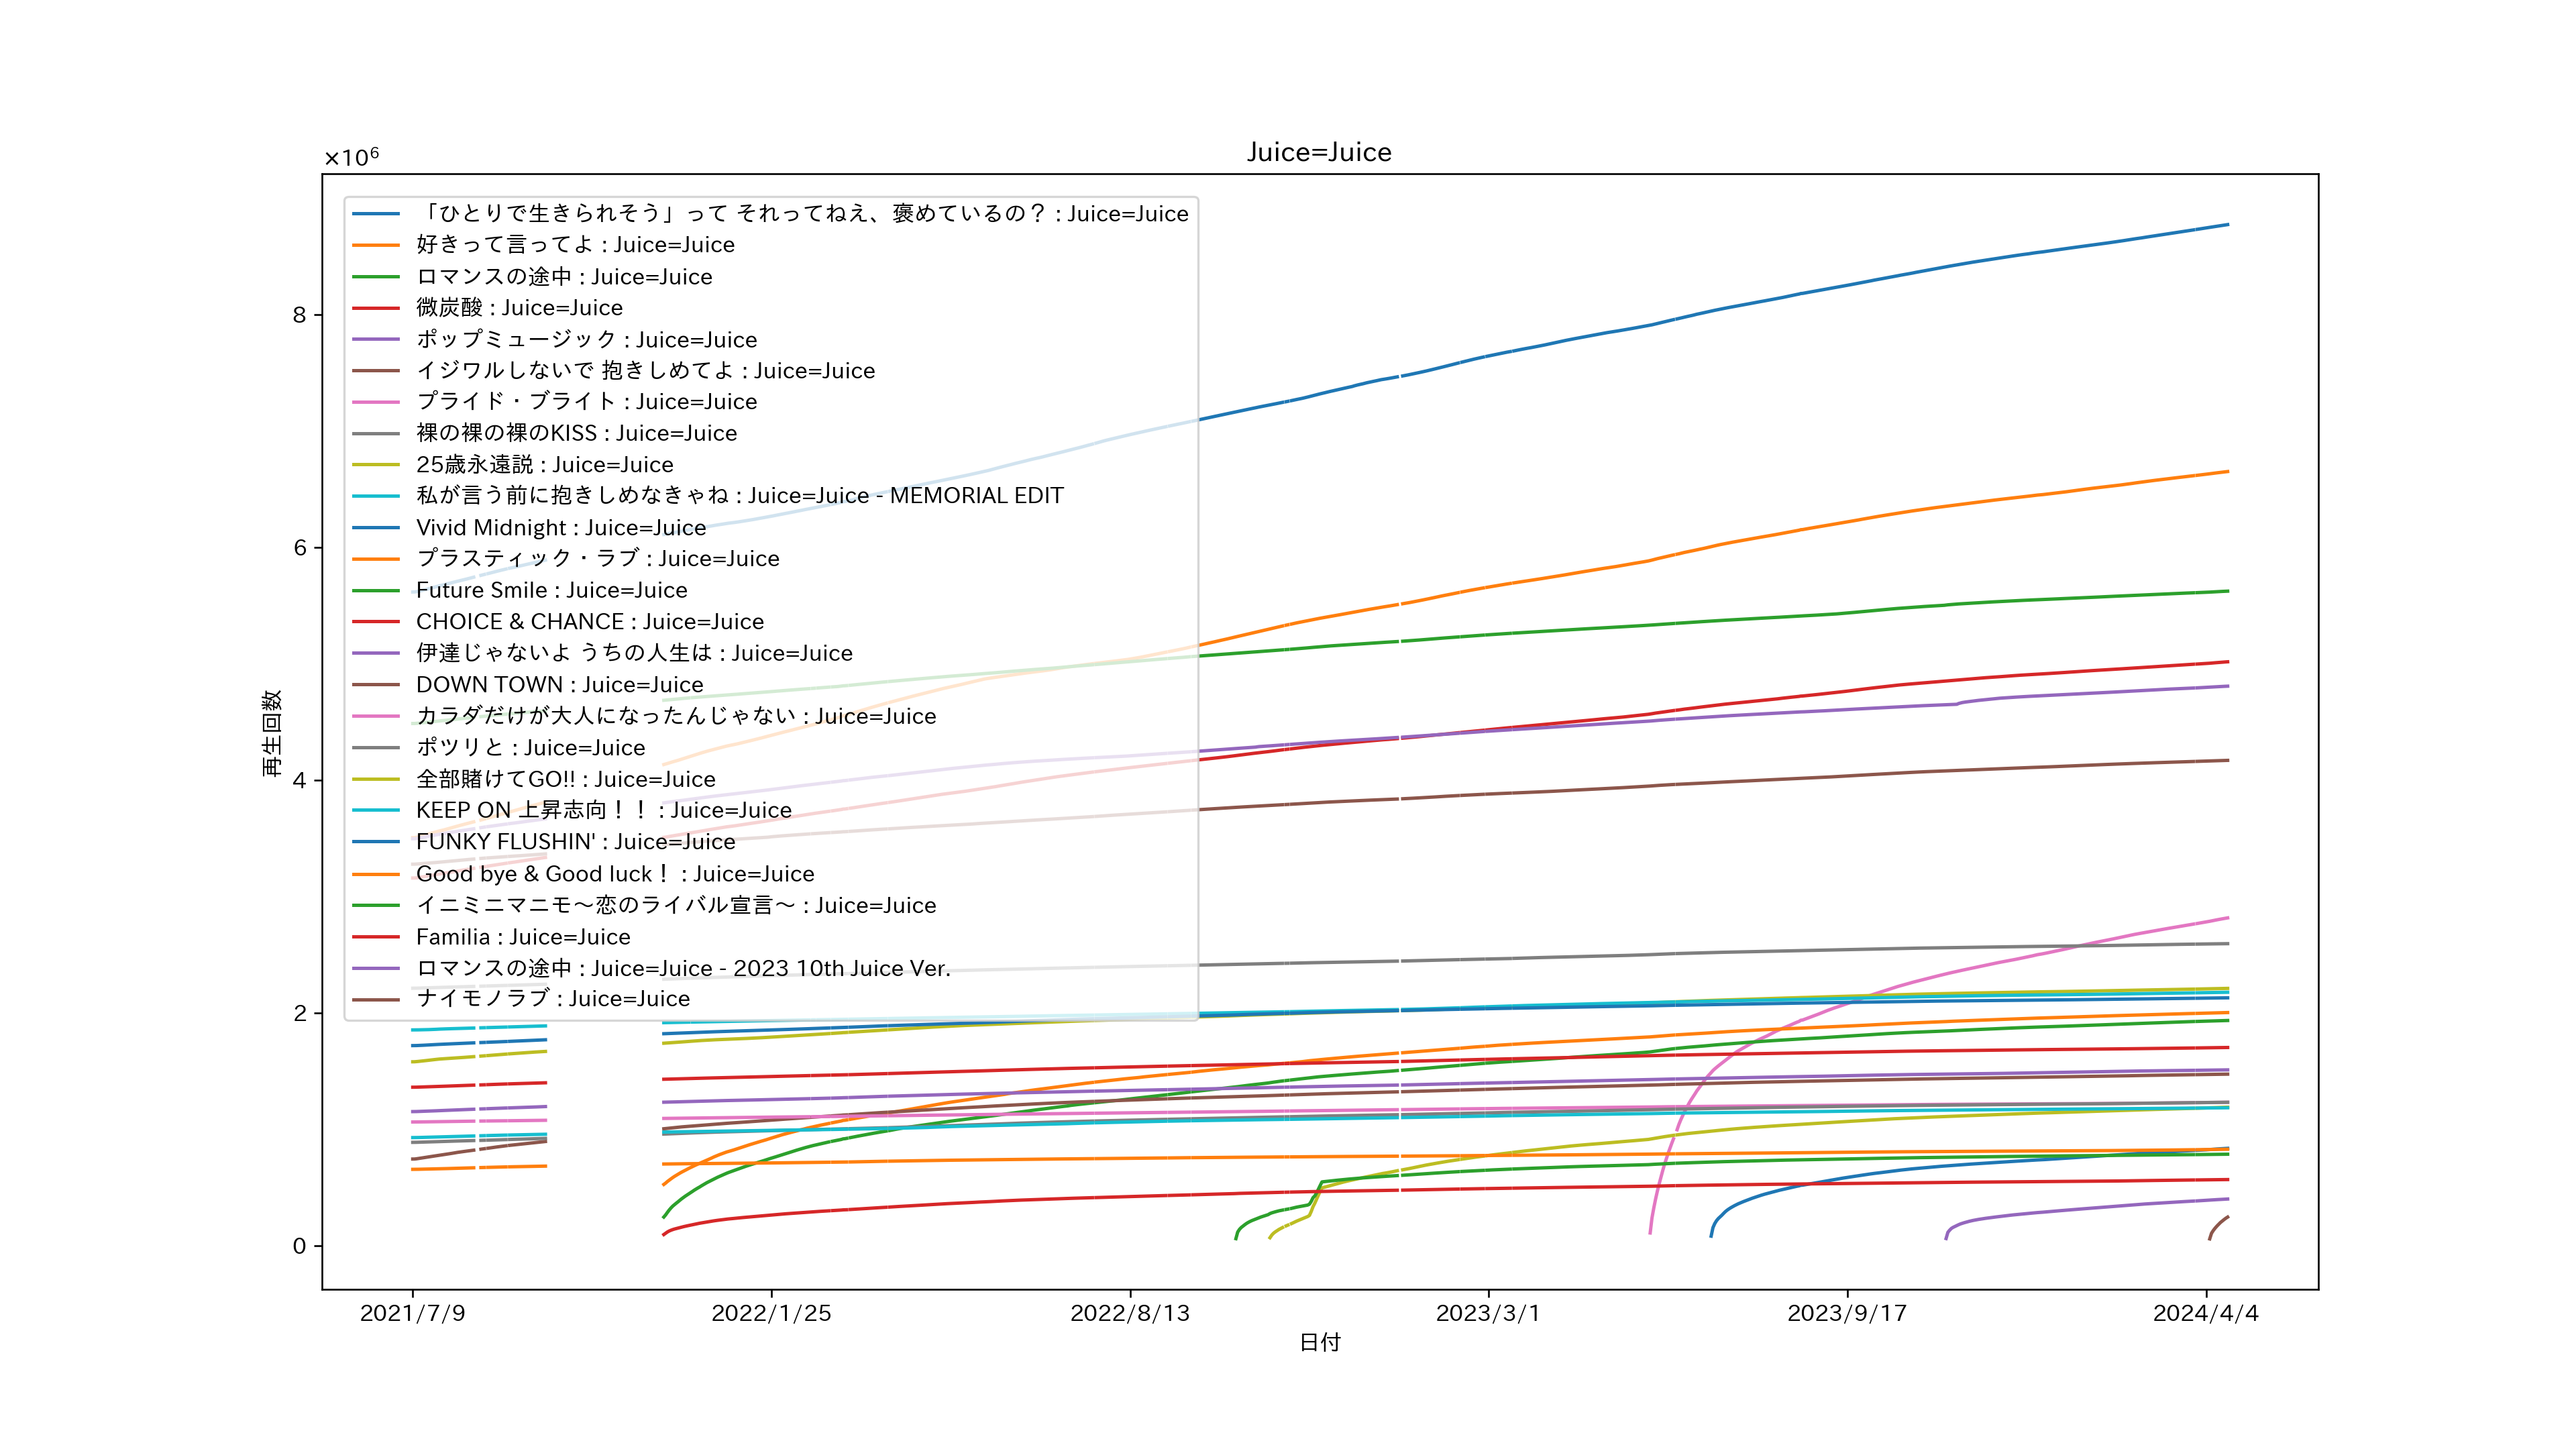 Juice=Juice
×10⁶
「ひとりで生きられそう」って それってねえ、褒めているの？ : Juice=Juice
好きって言ってよ : Juice=Juice
ロマンスの途中 : Juice=Juice
微炭酸 : Juice=Juice
ポップミュージック : Juice=Juice
イジワルしないで 抱きしめてよ : Juice=Juice
プライド・ブライト : Juice=Juice
裸の裸の裸のKISS : Juice=Juice
25歳永遠説 : Juice=Juice
私が言う前に抱きしめなきゃね : Juice=Juice - MEMORIAL EDIT
Vivid Midnight : Juice=Juice
プラスティック・ラブ : Juice=Juice
Future Smile : Juice=Juice
CHOICE & CHANCE : Juice=Juice
伊達じゃないよ うちの人生は : Juice=Juice
DOWN TOWN : Juice=Juice
カラダだけが大人になったんじゃない : Juice=Juice
ポツリと : Juice=Juice
全部賭けてGO!! : Juice=Juice
KEEP ON 上昇志向！！ : Juice=Juice
FUNKY FLUSHIN' : Juice=Juice
Good bye & Good luck！ : Juice=Juice
イニミニマニモ～恋のライバル宣言～ : Juice=Juice
Familia : Juice=Juice
ロマンスの途中 : Juice=Juice - 2023 10th Juice Ver.
ナイモノラブ : Juice=Juice
8
6
4
2
0
再生回数
2021/7/9
2022/1/25
2022/8/13
2023/3/1
2023/9/17
2024/4/4
日付